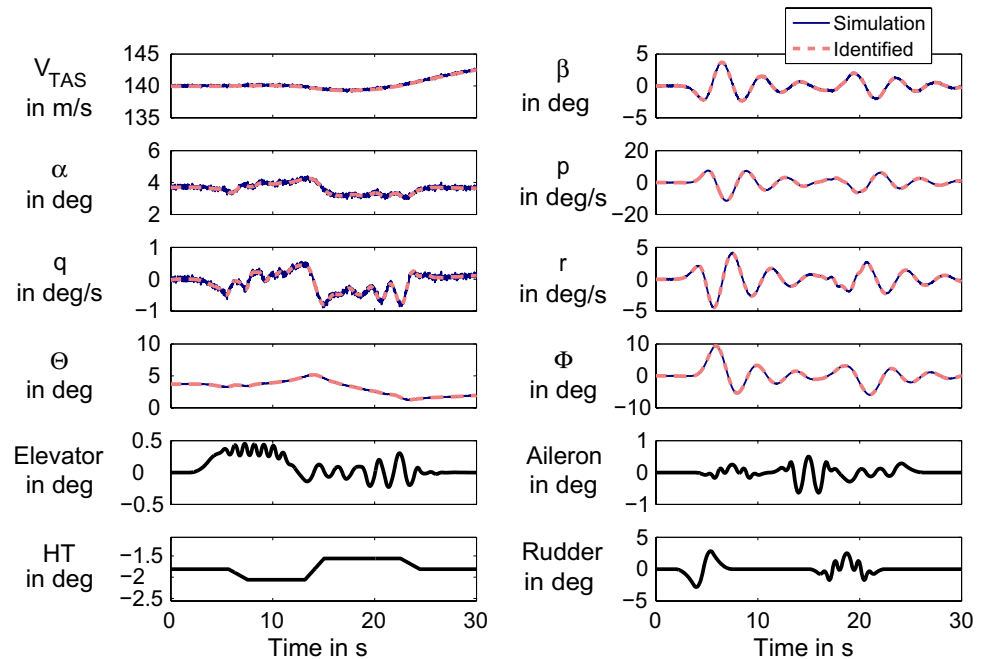 Simulation
Identified
V_TAS
in m/s
145
140
135
β
in deg
5
0
−5
α
in deg
6
4
2
p
in deg/s
20
0
−20
q
in deg/s
1
0
−1
r
in deg/s
5
0
−5
Θ
in deg
10
5
0
Φ
in deg
10
0
−10
Elevator
in deg
0.5
0
−0.5
Aileron
in deg
1
0
−1
HT
in deg
−1.5
−2
−2.5
Rudder
in deg
5
0
−5
0 10 20 30
Time in s
0 10 20 30
Time in s